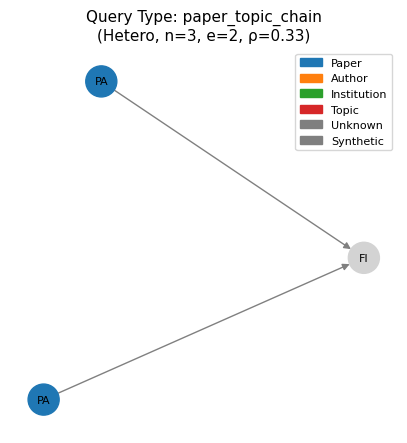 Query Type: paper_topic_chain
(Hetero, n=3, e=2, ρ=0.33)
Paper
Author
Institution
Topic
Unknown
Synthetic
PA
FI
PA